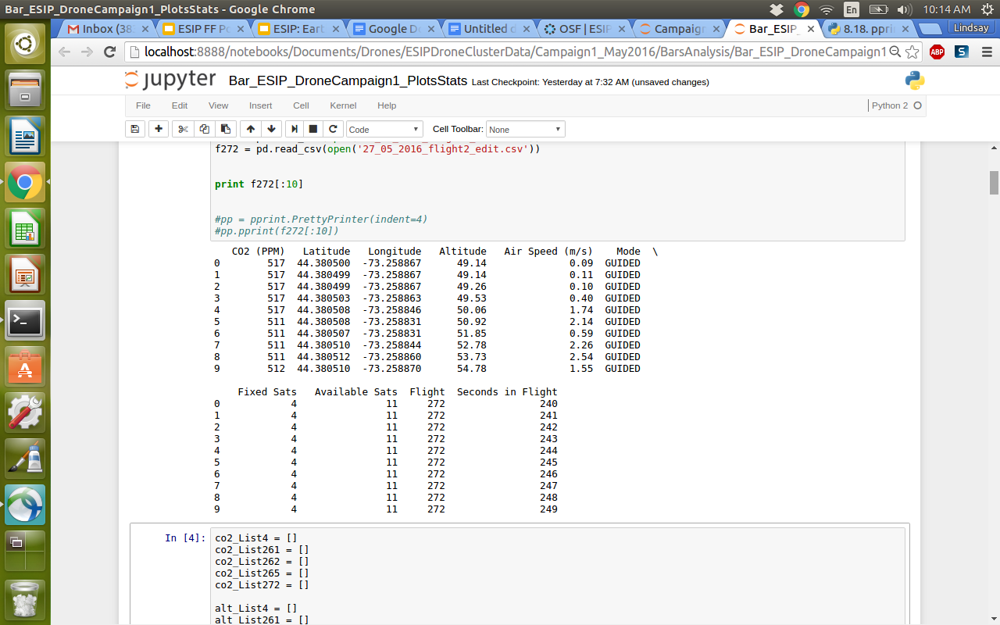 Bar_ESIP_DroneCampaign1_PlotsStats - Google Chrome
En
10:14 AM
Inbox (38
ESIP FF Po
ESIP: Eart
Google D
Untitled d
OSF | ESIP
Campaign
Bar_ESIP_
8.18. pprin
Lindsay
localhost:8888/notebooks/Documents/Drones/ESIPDroneClusterData/Campaign1_May2016/BarsAnalysis/Bar_ESIP_DroneCampaign1
ABP
S
jupyter Bar_ESIP_DroneCampaign1_PlotsStats Last Checkpoint: Yesterday at 7:32 AM (unsaved changes)
File Edit View Insert Cell Kernel Help Python 2
Code Cell Toolbar: None
f272 = pd.read_csv(open('27_05_2016_flight2_edit.csv'))
print f272[:10]
#pp = pprint.PrettyPrinter(indent=4)
#pp.pprint(f272[:10])
CO2 (PPM) Latitude Longitude Altitude Air Speed (m/s) Mode \
0 517 44.380500 -73.258867 49.14 0.09 GUIDED
1 517 44.380499 -73.258867 49.14 0.11 GUIDED
2 517 44.380499 -73.258867 49.26 0.10 GUIDED
3 517 44.380503 -73.258863 49.53 0.40 GUIDED
4 517 44.380508 -73.258846 50.06 1.74 GUIDED
5 511 44.380508 -73.258831 50.92 2.14 GUIDED
6 511 44.380507 -73.258831 51.85 0.59 GUIDED
7 511 44.380510 -73.258844 52.78 2.26 GUIDED
8 511 44.380512 -73.258860 53.73 2.54 GUIDED
9 512 44.380510 -73.258870 54.78 1.55 GUIDED
Fixed Sats Available Sats Flight Seconds in Flight
0 4 11 272 240
1 4 11 272 241
2 4 11 272 242
3 4 11 272 243
4 4 11 272 244
5 4 11 272 245
6 4 11 272 246
7 4 11 272 247
8 4 11 272 248
9 4 11 272 249
In [4]: co2_List4 = []
co2_List261 = []
co2_List262 = []
co2_List265 = []
co2_List272 = []
alt_List4 = []
alt_List261 = []